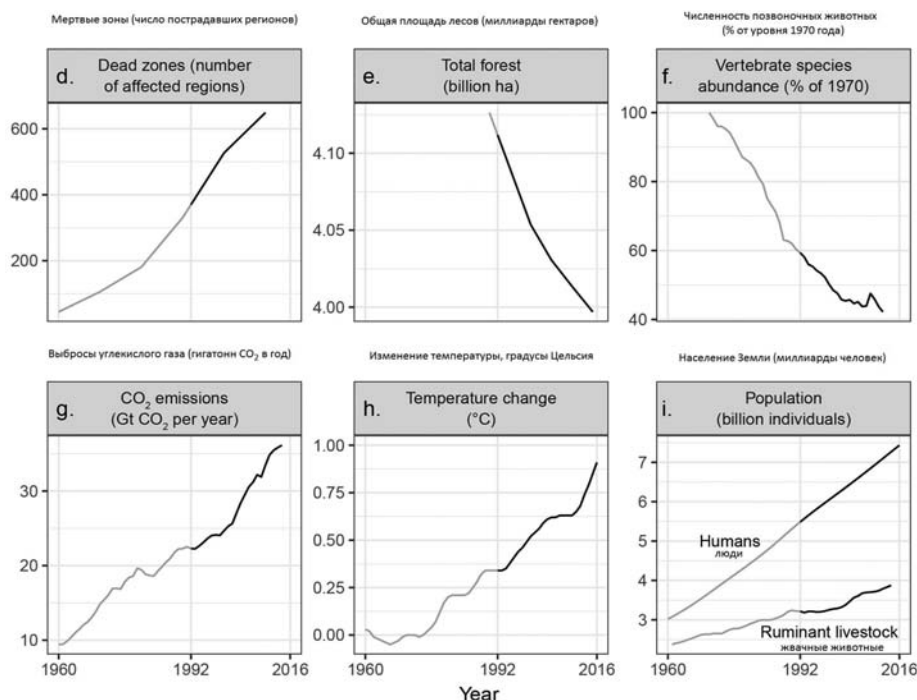 Мертвые зоны (число пострадавших регионов)
Общая площадь лесов (миллиарды гектаров)
Численность позвоночных животных
(% от уровня 1970 года)
d. Dead zones (number
of affected regions)
e. Total forest
(billion ha)
f. Vertebrate species
abundance (% of 1970)
600
400
200
4.10
4.05
4.00
100
80
60
40
Выбросы углекислого газа (гигатонн CO₂ в год)
Изменение температуры, градусы Цельсия
Население Земли (миллиарды человек)
g. CO₂ emissions
(Gt CO₂ per year)
h. Temperature change
(°C)
i. Population
(billion individuals)
30
20
10
1.00
0.75
0.50
0.25
0.00
7
6
5
4
3
Humans
люди
Ruminant livestock
жвачные животные
1960 1992 2016
1960 1992 2016
1960 1992 2016
Year